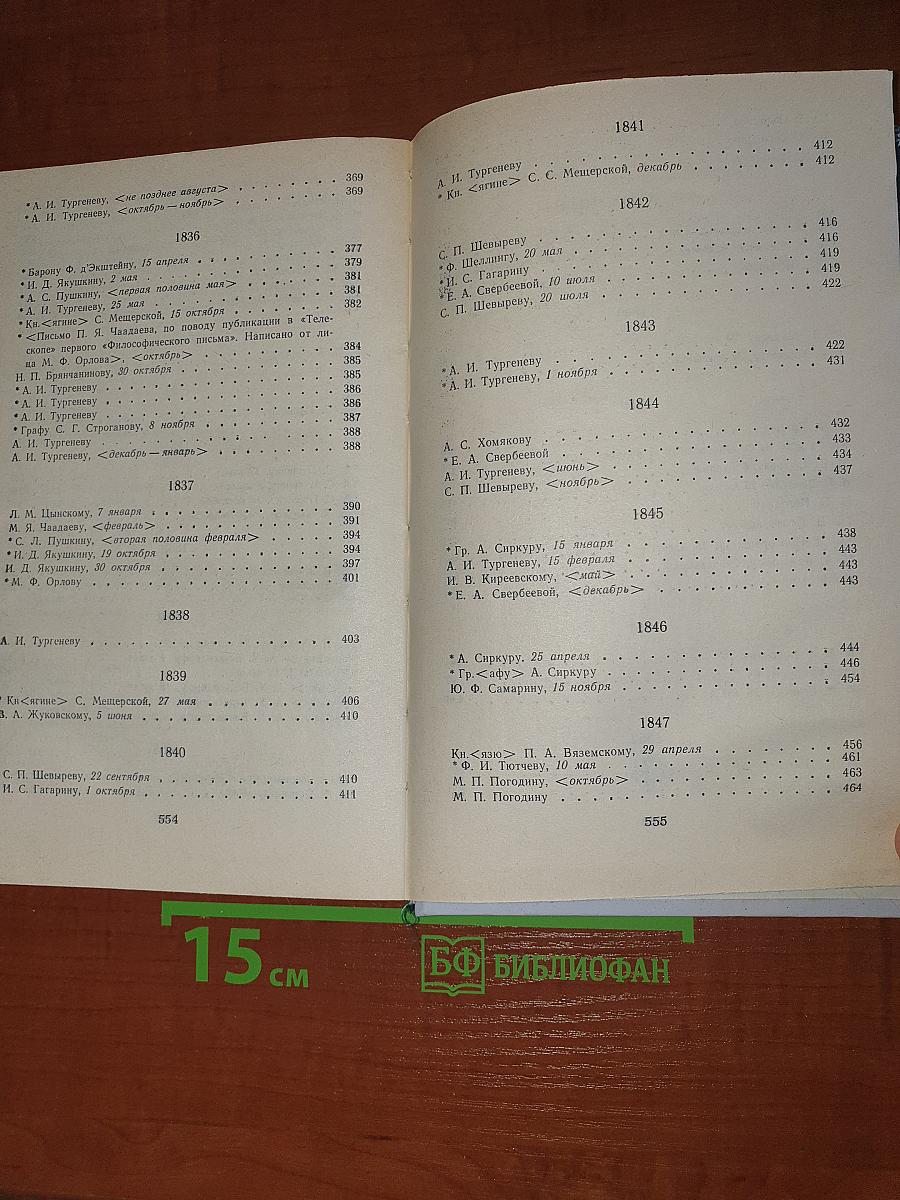 * А. И. Тургеневу, <не позднее августа> 369
* А. И. Тургеневу, <октябрь — ноябрь> 369
1836
* Барону Ф. д'Экштейну, 15 апреля 377
* И. Д. Якушкину, 2 мая 379
* А. С. Пушкину, <первая половина мая> 381
* А. И. Тургеневу, 25 мая 381
* Кн.<ягине> С. Мещерской, 15 октября 382
* <Письмо П. Я. Чаадаева, по поводу публикации в «Теле-
скопе» первого «Философического письма». Написано от ли-
ца М. Ф. Орлова>, <октябрь> 384
Н. П. Брянчанинову, 30 октября 385
* А. И. Тургеневу 385
* А. И. Тургеневу 386
* А. И. Тургеневу 386
* Графу С. Г. Строганову, 8 ноября 387
А. И. Тургеневу 388
А. И. Тургеневу, <декабрь — январь> 388
1837
Л. М. Цынскому, 7 января 390
М. Я. Чаадаеву, <февраль> 391
* С. Л. Пушкину, <вторая половина февраля> 394
* И. Д. Якушкину, 19 октября 394
И. Д. Якушкину, 30 октября 397
* М. Ф. Орлову 401
1838
А. И. Тургеневу 403
1839
* Кн<ягине> С. Мещерской, 27 мая 406
В. А. Жуковскому, 5 июня 410
1840
С. П. Шевыреву, 22 сентября 410
И. С. Гагарину, 1 октября 411
554
1841
А. И. Тургеневу 412
* Кн. <ягине> С. С. Мещерской, декабрь 412
1842
С. П. Шевыреву 416
* Ф. Шеллингу, 20 мая 416
* И. С. Гагарину 419
* Е. А. Свербеевой, 10 июля 419
С. П. Шевыреву, 20 июля 422
1843
* А. И. Тургеневу 422
* А. И. Тургеневу, 1 ноября 431
1844
А. С. Хомякову 432
* Е. А. Свербеевой 433
А. И. Тургеневу, <июнь> 434
С. П. Шевыреву, <ноябрь> 437
1845
* Гр. А. Сиркуру, 15 января 438
А. И. Тургеневу, 15 февраля 443
И. В. Киреевскому, <май> 443
* Е. А. Свербеевой, <декабрь> 443
1846
* А. Сиркуру, 25 апреля 444
* Гр.<афу> А. Сиркуру 446
Ю. Ф. Самарину, 15 ноября 454
1847
Кн.<язю> П. А. Вяземскому, 29 апреля 456
* Ф. И. Тютчеву, 10 мая 461
М. П. Погодину, <октябрь> 463
М. П. Погодину 464
555
15 см
БФ БИБЛИОФАН